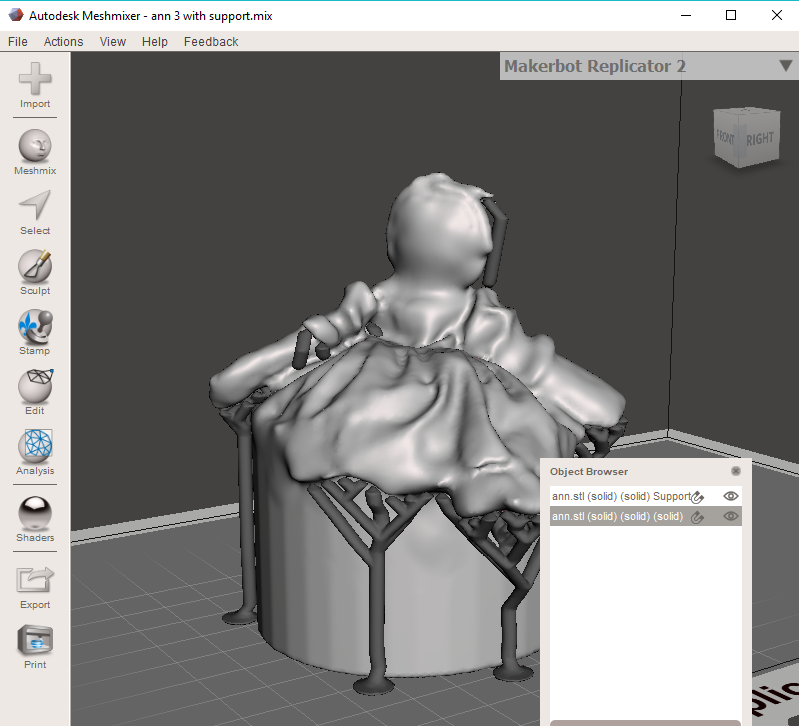 Autodesk Meshmixer - ann 3 with support.mix
File Actions View Help Feedback
Makerbot Replicator 2
FRONT RIGHT
Import
Meshmix
Select
Sculpt
Stamp
Edit
Analysis
Shaders
Export
Print
Object Browser
ann.stl (solid) (solid) Support
ann.stl (solid) (solid) (solid)